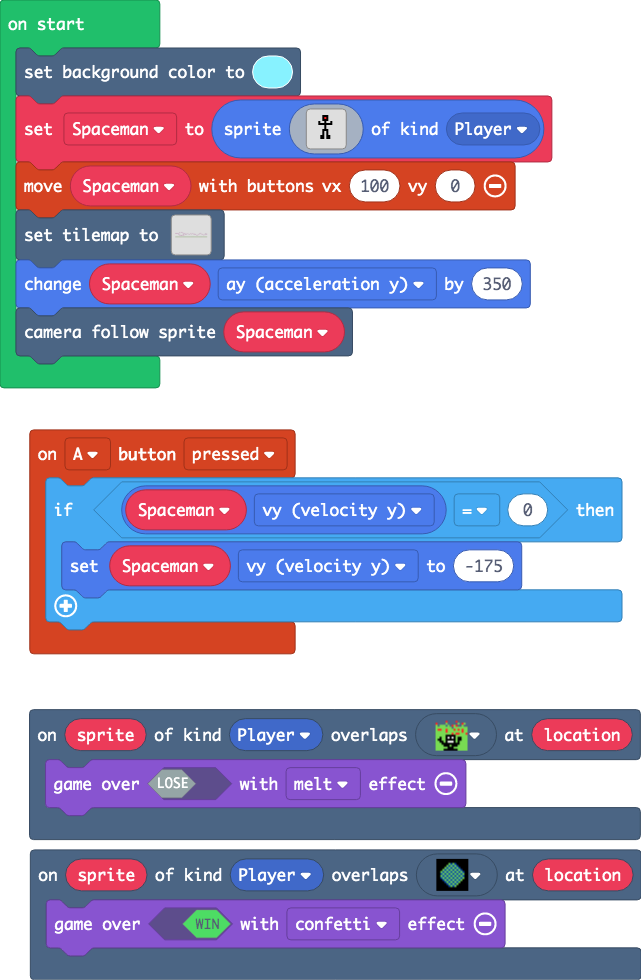 on start
set background color to
set Spaceman to sprite of kind Player
move Spaceman with buttons vx 100 vy 0
set tilemap to
change Spaceman ay (acceleration y) by 350
camera follow sprite Spaceman
on A button pressed
if Spaceman vy (velocity y) = 0 then
set Spaceman vy (velocity y) to -175
on sprite of kind Player overlaps at location
game over LOSE with melt effect
on sprite of kind Player overlaps at location
game over WIN with confetti effect